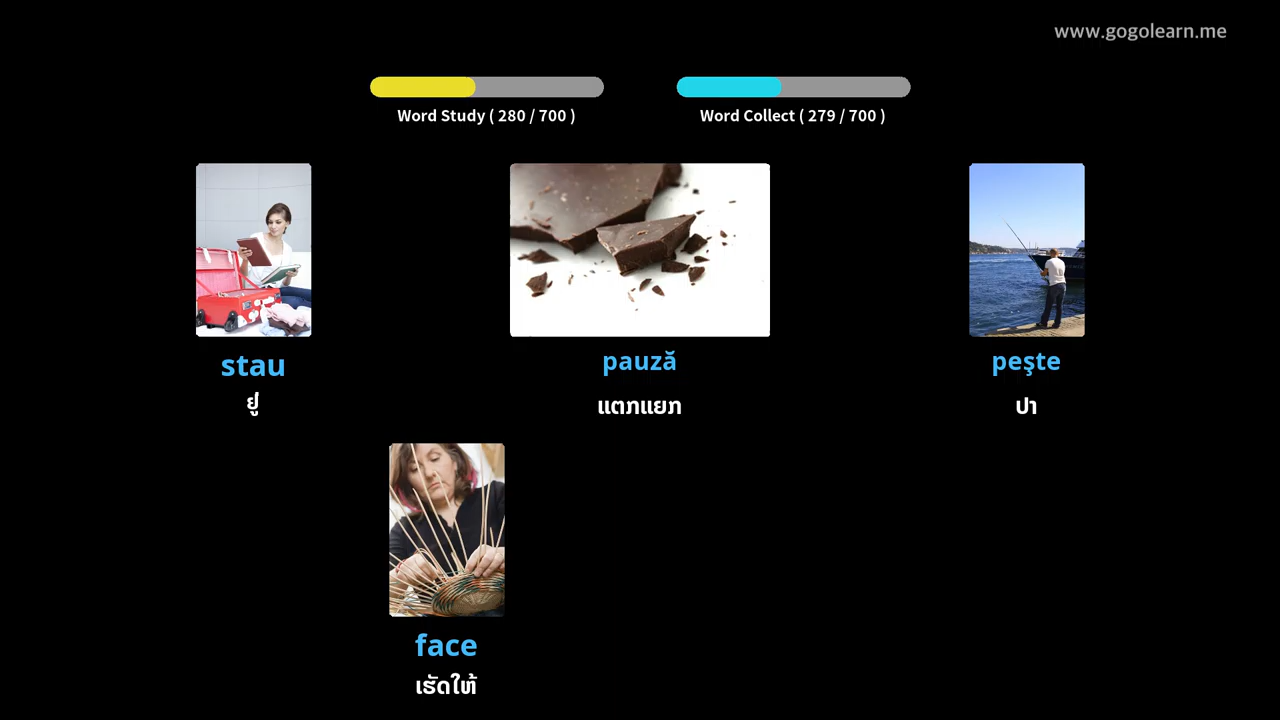 www.gogolearn.me
Word Study ( 280 / 700 )
Word Collect ( 279 / 700 )
stau
ຢູ່
pauză
ແຕກແຍກ
peşte
ປາ
face
ເຮັດໃຫ້